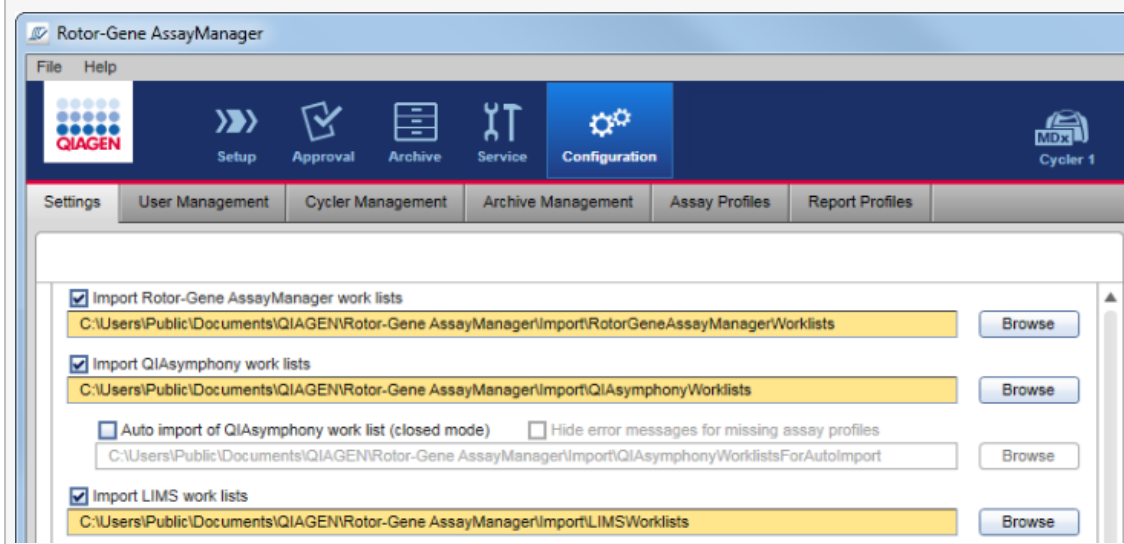 Rotor-Gene AssayManager
File Help
QIAGEN
Setup Approval Archive Service Configuration MDx Cycler 1
Settings User Management Cycler Management Archive Management Assay Profiles Report Profiles
Import Rotor-Gene AssayManager work lists
C:\Users\Public\Documents\QIAGEN\Rotor-Gene AssayManager\Import\RotorGeneAssayManagerWorklists Browse
Import QIAsymphony work lists
C:\Users\Public\Documents\QIAGEN\Rotor-Gene AssayManager\Import\QIAsymphonyWorklists Browse
Auto import of QIAsymphony work list (closed mode) Hide error messages for missing assay profiles
C:\Users\Public\Documents\QIAGEN\Rotor-Gene AssayManager\Import\QIAsymphonyWorklistsForAutoImport Browse
Import LIMS work lists
C:\Users\Public\Documents\QIAGEN\Rotor-Gene AssayManager\Import\LIMSWorklists Browse